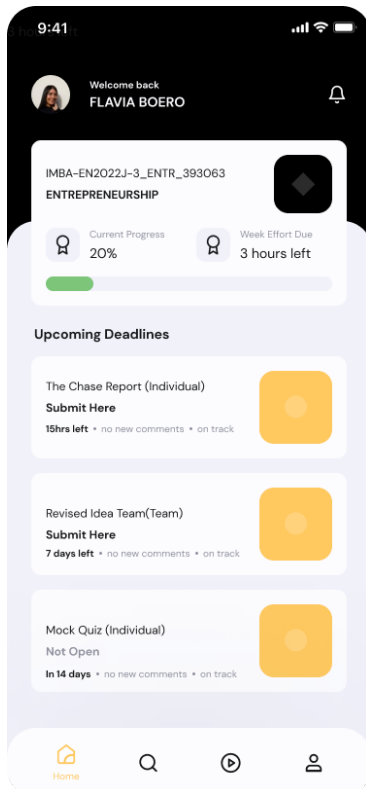 9:41
3 hours left
Welcome back
FLAVIA BOERO
IMBA-EN2022J-3_ENTR_393063
ENTREPRENEURSHIP
Current Progress
20%
Week Effort Due
3 hours left
Upcoming Deadlines
The Chase Report (Individual)
Submit Here
15hrs left • no new comments • on track
Revised Idea Team(Team)
Submit Here
7 days left • no new comments • on track
Mock Quiz (Individual)
Not Open
In 14 days • no new comments • on track
Home